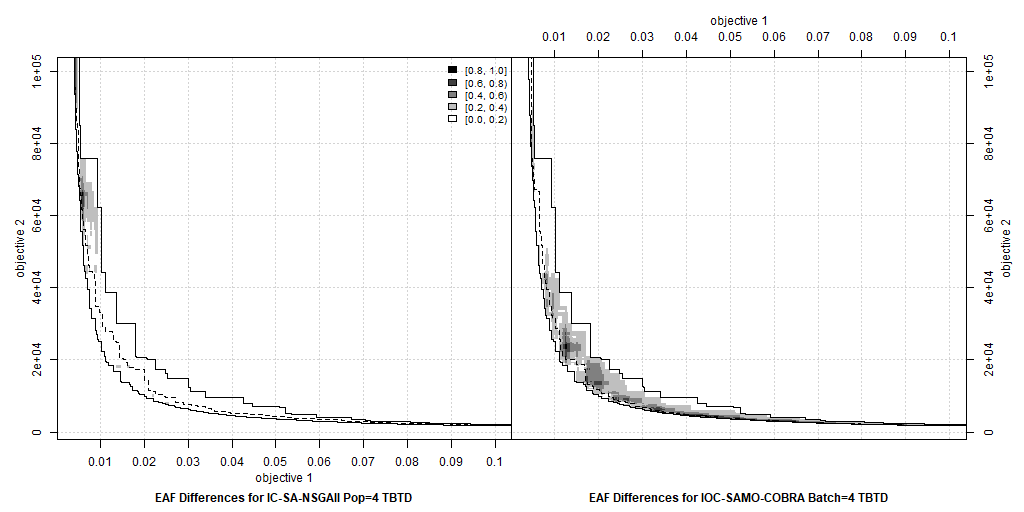 objective 1
0.01 0.02 0.03 0.04 0.05 0.06 0.07 0.08 0.09 0.1
[0.8, 1.0]
[0.6, 0.8)
[0.4, 0.6)
[0.2, 0.4)
[0.0, 0.2)
objective 2
0 2e+04 4e+04 6e+04 8e+04 1e+05
0 2e+04 4e+04 6e+04 8e+04 1e+05
objective 2
0.01 0.02 0.03 0.04 0.05 0.06 0.07 0.08 0.09 0.1
objective 1
EAF Differences for IC-SA-NSGAII Pop=4 TBTD
EAF Differences for IOC-SAMO-COBRA Batch=4 TBTD